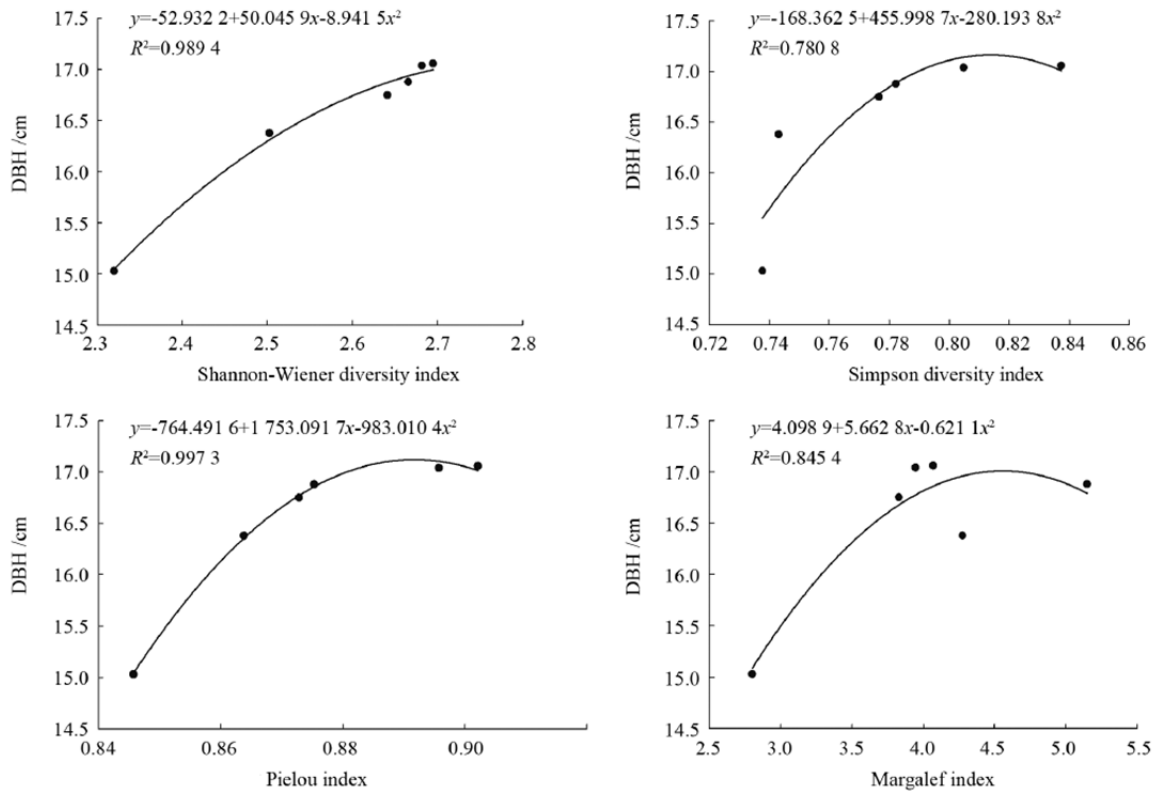 y=-52.932 2+50.045 9x-8.941 5x²
R²=0.989 4
17.5
17.0
16.5
16.0
15.5
15.0
14.5
DBH /cm
2.3 2.4 2.5 2.6 2.7 2.8
Shannon-Wiener diversity index
y=-168.362 5+455.998 7x-280.193 8x²
R²=0.780 8
17.5
17.0
16.5
16.0
15.5
15.0
14.5
DBH /cm
0.72 0.74 0.76 0.78 0.80 0.82 0.84 0.86
Simpson diversity index
y=-764.491 6+1 753.091 7x-983.010 4x²
R²=0.997 3
17.5
17.0
16.5
16.0
15.5
15.0
14.5
DBH /cm
0.84 0.86 0.88 0.90
Pielou index
y=4.098 9+5.662 8x-0.621 1x²
R²=0.845 4
17.5
17.0
16.5
16.0
15.5
15.0
14.5
DBH /cm
2.5 3.0 3.5 4.0 4.5 5.0 5.5
Margalef index